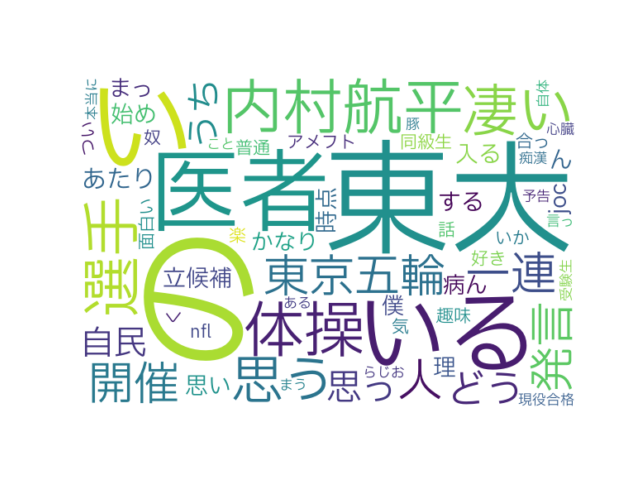 つい
本当に
まっ
始め
奴
うち
内村航平
凄い
自体
豚
心臓
こと
普通
アメフト
同級生
入る
合っ
痴漢
ん
い
あたり
面白い
医者
東大
時点
する
joc
予告
言っ
選手
の
楽
かなり
話
いか
好き
受験生
立候補
東京五輪
病ん
一連
く
nfl
ある
体操
僕
気
趣味
いる
発言
自民
開催
思い
思う
まう
らじお
思っ
人
理
どう
現役合格